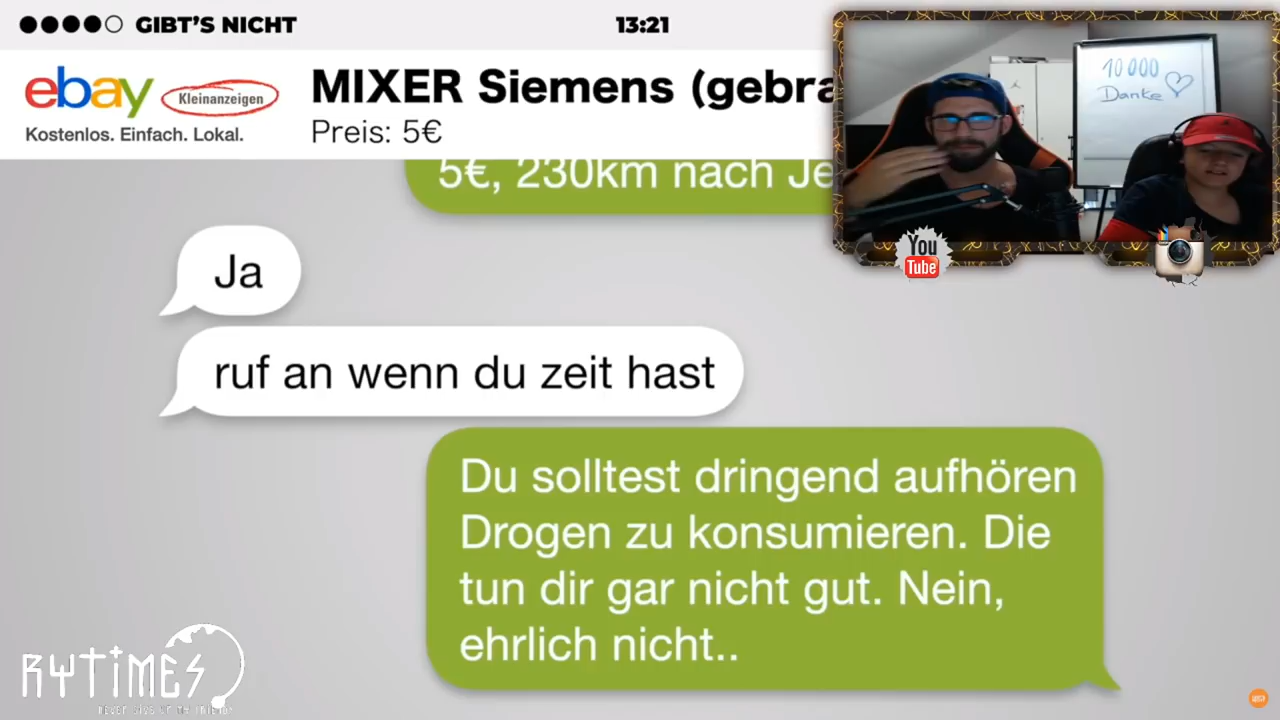 GIBT'S NICHT
13:21
ebay Kleinanzeigen
Kostenlos. Einfach. Lokal.
MIXER Siemens (gebra
Preis: 5€
10 000
Danke
You
Tube
5€, 230km nach Je
Ja
ruf an wenn du zeit hast
Du solltest dringend aufhören
Drogen zu konsumieren. Die
tun dir gar nicht gut. Nein,
ehrlich nicht..
RYTIMES